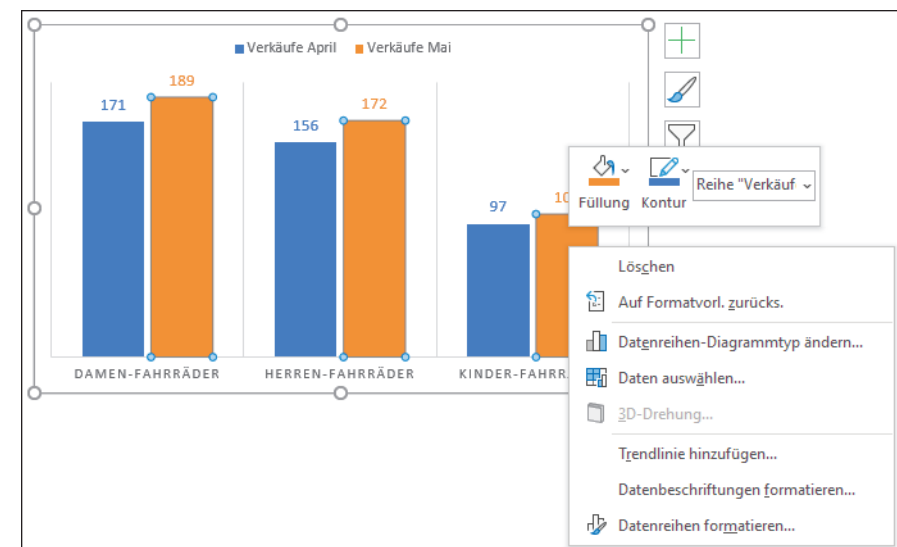 Verkäufe April Verkäufe Mai
189
171
172
156
97
Füllung Kontur Reihe "Verkäuf
DAMEN-FAHRRÄDER HERREN-FAHRRÄDER
Löschen
Auf Formatvorl. zurücks.
Datenreihen-Diagrammtyp ändern...
Daten auswählen...
3D-Drehung...
Trendlinie hinzufügen...
Datenbeschriftungen formatieren...
Datenreihen formatieren...